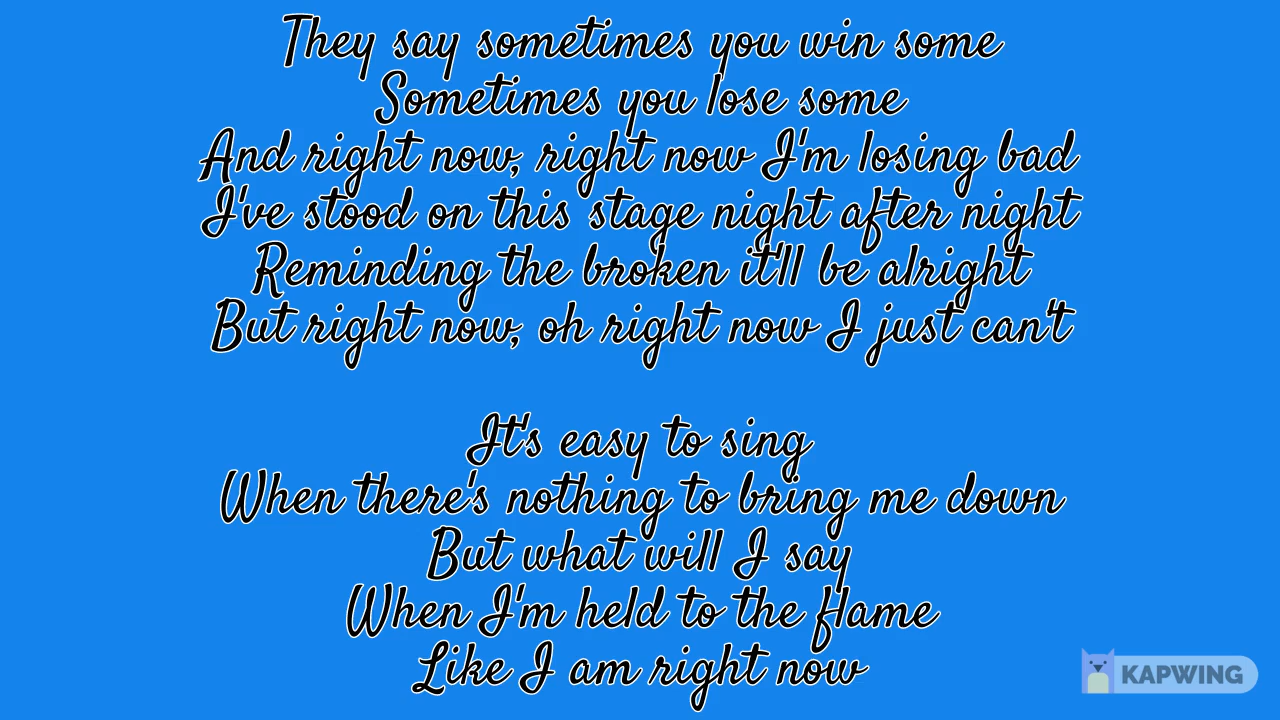 They say sometimes you win some
Sometimes you lose some
And right now, right now I'm losing bad
I've stood on this stage night after night
Reminding the broken it'll be alright
But right now, oh right now I just can't
It's easy to sing
When there's nothing to bring me down
But what will I say
When I'm held to the flame
Like I am right now
KAPWING